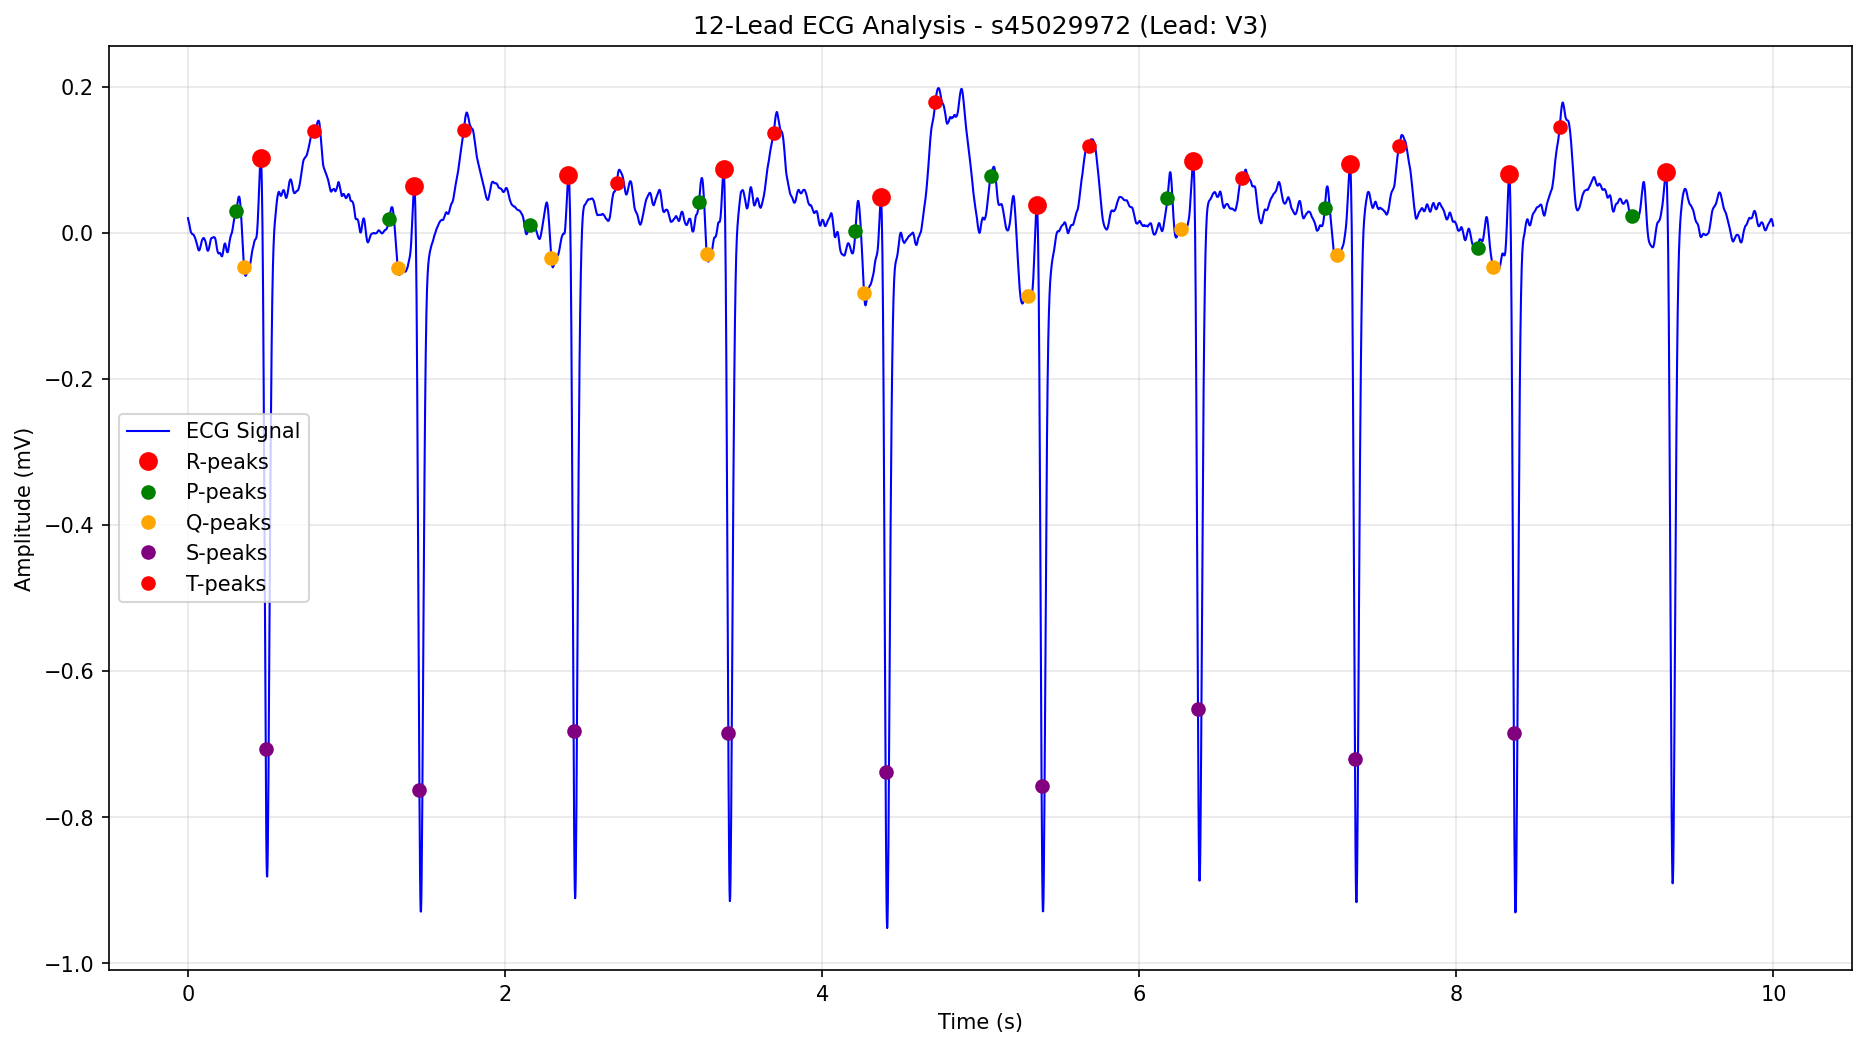 12-Lead ECG Analysis - s45029972 (Lead: V3)
Amplitude (mV)
0.2
0.0
−0.2
−0.4
−0.6
−0.8
−1.0
ECG Signal
R-peaks
P-peaks
Q-peaks
S-peaks
T-peaks
0 2 4 6 8 10
Time (s)